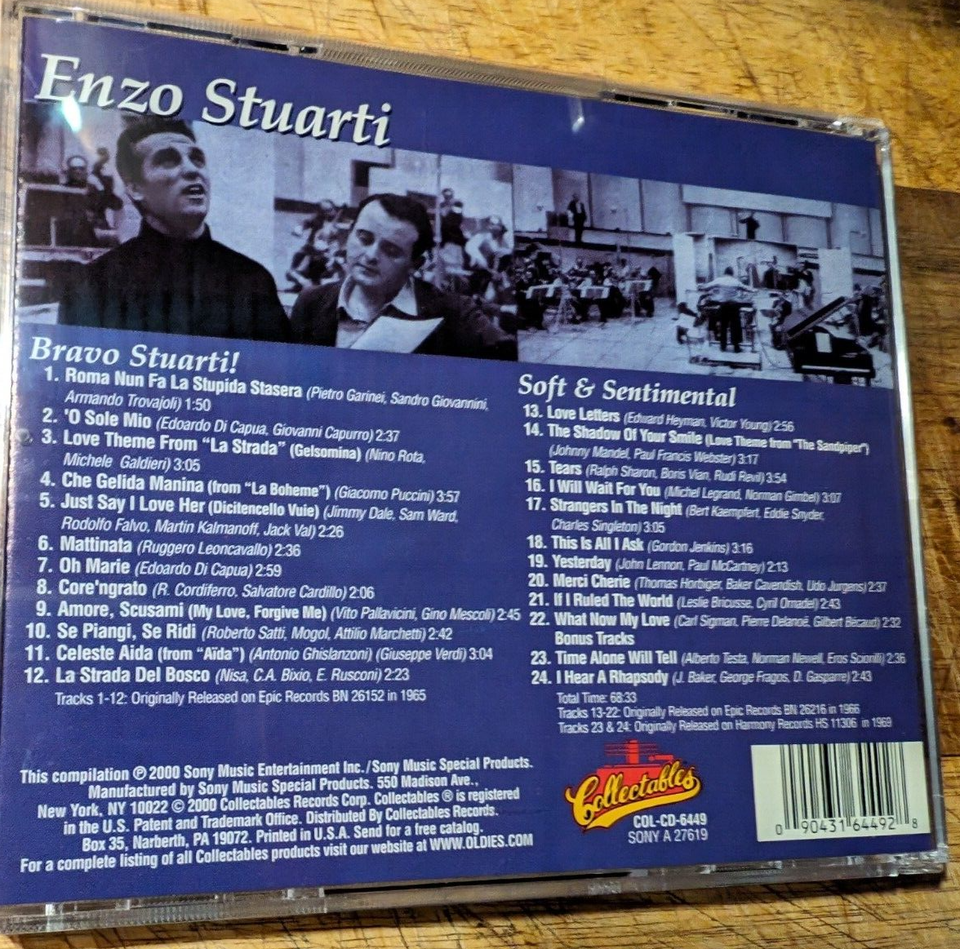 Enzo Stuarti
Bravo Stuarti!
1. Roma Nun Fa La Stupida Stasera (Pietro Garinei, Sandro Giovannini,
Armando Trovajoli) 1:50
2. 'O Sole Mio (Edoardo Di Capua, Giovanni Capurro) 2:37
3. Love Theme From "La Strada" (Gelsomina) (Nino Rota,
Michele Galdieri) 3:05
4. Che Gelida Manina (from "La Boheme") (Giacomo Puccini) 3:57
5. Just Say I Love Her (Dicitencello Vuie) (Jimmy Dale, Sam Ward,
Rodolfo Falvo, Martin Kalmanoff, Jack Val) 2:26
6. Mattinata (Ruggero Leoncavallo) 2:36
7. Oh Marie (Edoardo Di Capua) 2:59
8. Core'ngrato (R. Cordiferro, Salvatore Cardillo) 2:06
9. Amore, Scusami (My Love, Forgive Me) (Vito Pallavicini, Gino Mescoli) 2:45
10. Se Piangi, Se Ridi (Roberto Satti, Mogol, Attilio Marchetti) 2:42
11. Celeste Aida (from "Aïda") (Antonio Ghislanzoni) (Giuseppe Verdi) 3:04
12. La Strada Del Bosco (Nisa, C.A. Bixio, E. Rusconi) 2:23
Tracks 1-12: Originally Released on Epic Records BN 26152 in 1965
Soft & Sentimental
13. Love Letters (Edward Heyman, Victor Young) 2:56
14. The Shadow Of Your Smile (Love Theme from "The Sandpiper")
(Johnny Mandel, Paul Francis Webster) 3:17
15. Tears (Ralph Sharon, Boris Vian, Rudi Revil) 3:54
16. I Will Wait For You (Michel Legrand, Norman Gimbel) 3:07
17. Strangers In The Night (Bert Kaempfert, Eddie Snyder,
Charles Singleton) 3:05
18. This Is All I Ask (Gordon Jenkins) 3:16
19. Yesterday (John Lennon, Paul McCartney) 2:13
20. Merci Cherie (Thomas Horbiger, Baker Cavendish, Udo Jurgens) 2:37
21. If I Ruled The World (Leslie Bricusse, Cyril Ornadel) 2:43
22. What Now My Love (Carl Sigman, Pierre Delanoé, Gilbert Bécaud) 2:32
Bonus Tracks
23. Time Alone Will Tell (Alberto Testa, Norman Newell, Eros Sciorilli) 2:36
24. I Hear A Rhapsody (J. Baker, George Fragos, D. Gasparre) 2:43
Total Time: 68:33
Tracks 13-22: Originally Released on Epic Records BN 26216 in 1966
Tracks 23 & 24: Originally Released on Harmony Records HS 11306 in 1969
This compilation ℗ 2000 Sony Music Entertainment Inc./Sony Music Special Products.
Manufactured by Sony Music Special Products. 550 Madison Ave.,
New York, NY 10022 © 2000 Collectables Records Corp. Collectables ® is registered
in the U.S. Patent and Trademark Office. Distributed By Collectables Records.
Box 35, Narberth, PA 19072. Printed in U.S.A. Send for a free catalog.
For a complete listing of all Collectables products visit our website at WWW.OLDIES.COM
Collectables
COL-CD-6449
SONY A 27619
0 90431 64492 8